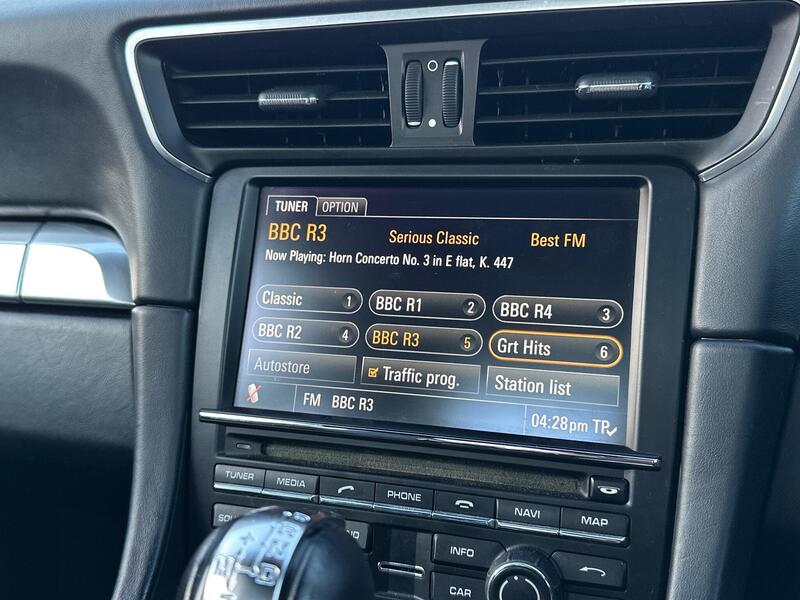 TUNER OPTION
BBC R3 Serious Classic Best FM
Now Playing: Horn Concerto No. 3 in E flat, K. 447
Classic 1 BBC R1 2 BBC R4 3
BBC R2 4 BBC R3 5 Grt Hits 6
Autostore Traffic prog. Station list
FM BBC R3
04:28pm TP
TUNER MEDIA PHONE NAVI MAP
INFO
CAR